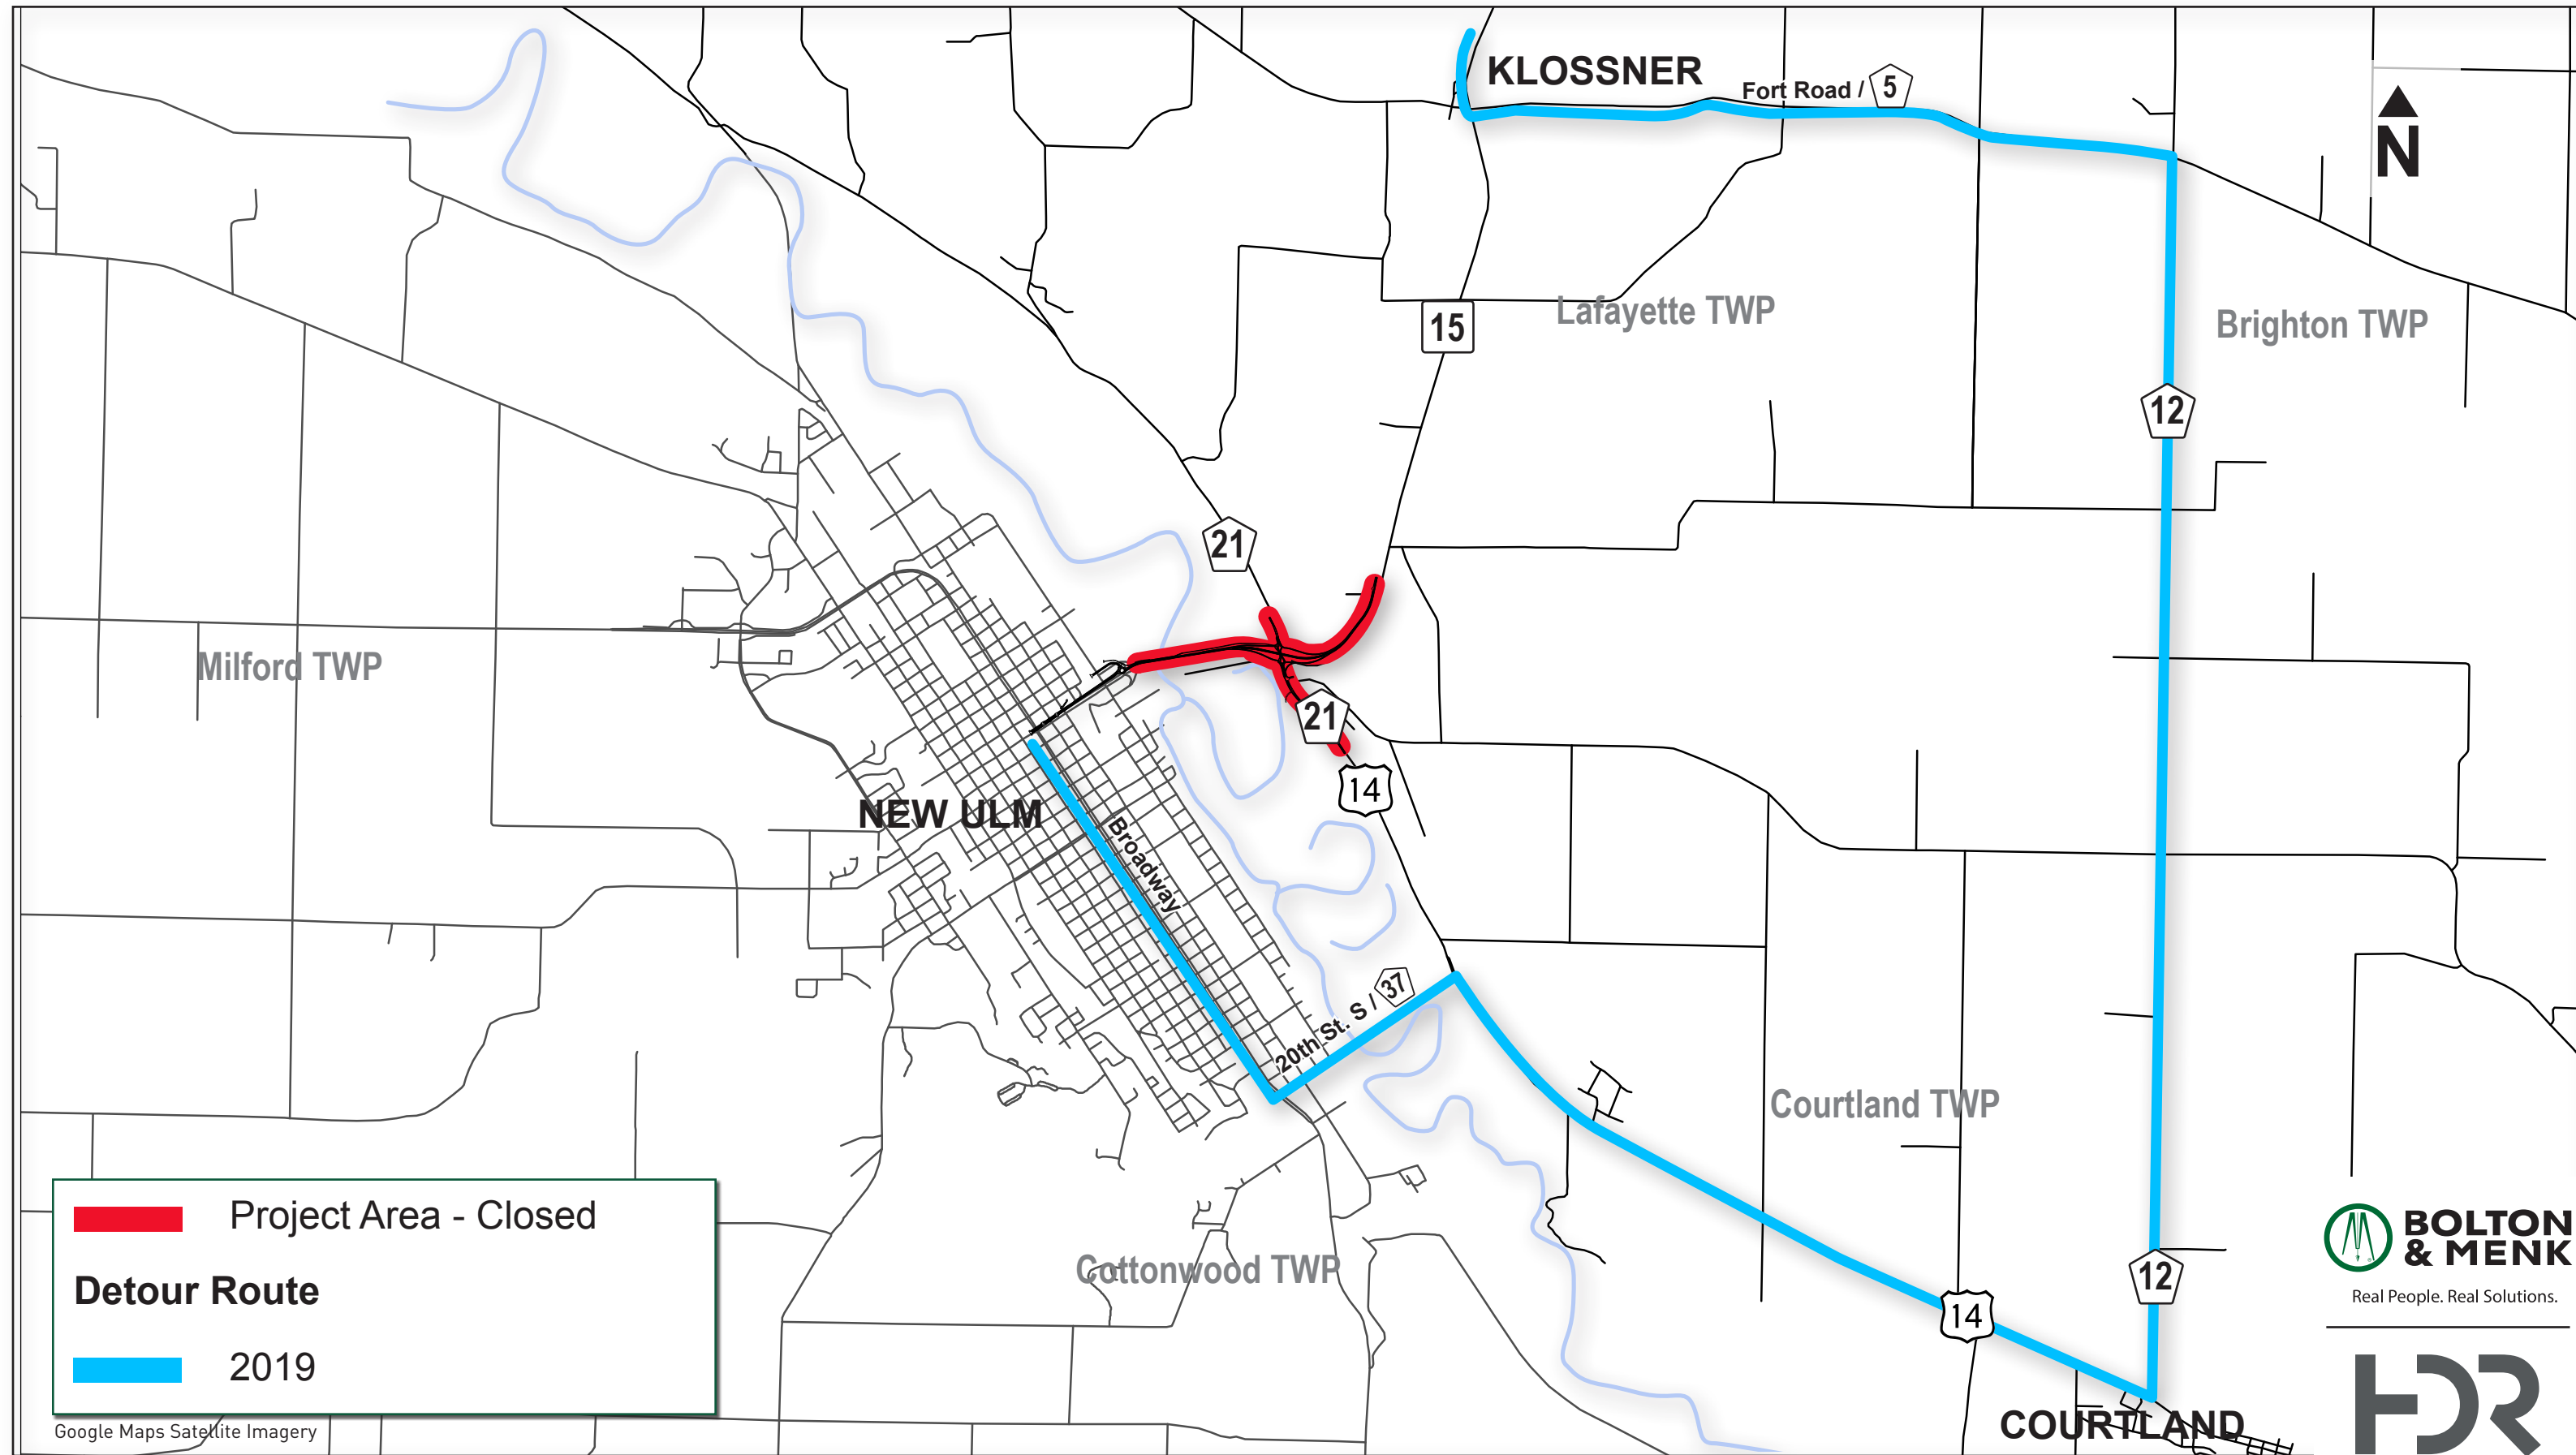 KLOSSNER
Fort Road / 5
N
15
Lafayette TWP
Brighton TWP
12
21
Milford TWP
21
14
NEW ULM
Broadway
20th St. S / 37
Courtland TWP
Cottonwood TWP
12
14
COURTLAND
Project Area - Closed
Detour Route
2019
Google Maps Satellite Imagery
BOLTON
& MENK
Real People. Real Solutions.
HDR